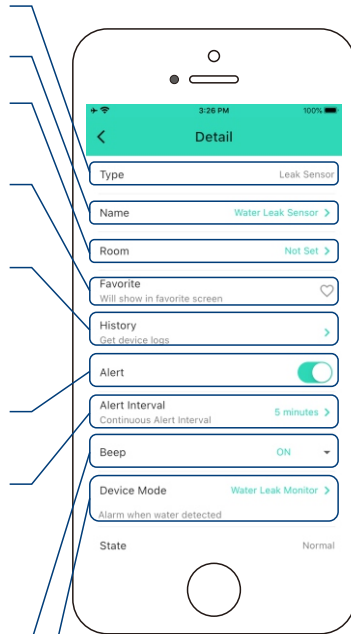 3:26 PM 100%
Detail
Type Leak Sensor
Name Water Leak Sensor >
Room Not Set >
Favorite
Will show in favorite screen
History
Get device logs
Alert
Alert Interval
Continuous Alert Interval
5 minutes >
Beep ON
Device Mode Water Leak Monitor >
Alarm when water detected
State Normal